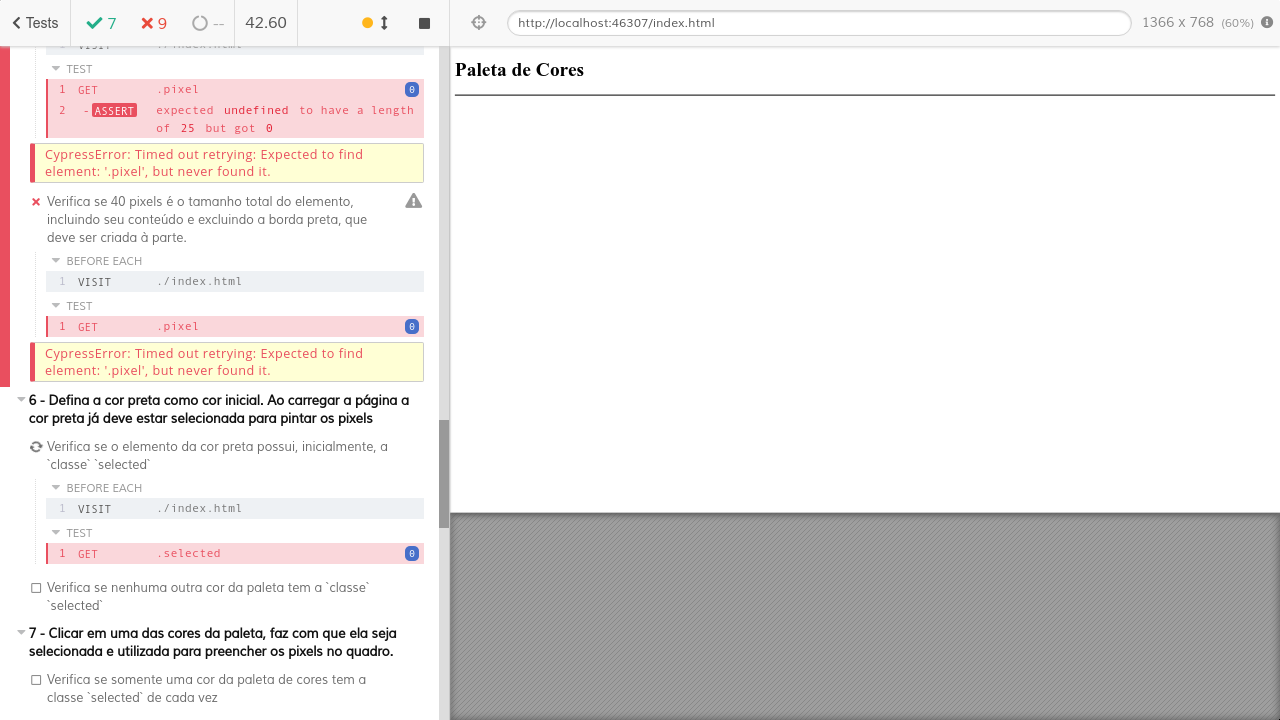 Tests
7
9
--
42.60
http://localhost:46307/index.html
1366 x 768 (60%)
TEST
1 GET .pixel 0
2 -ASSERT expected undefined to have a length
of 25 but got 0
CypressError: Timed out retrying: Expected to find
element: '.pixel', but never found it.
Verifica se 40 pixels é o tamanho total do elemento,
incluindo seu conteúdo e excluindo a borda preta, que
deve ser criada à parte.
BEFORE EACH
1 VISIT ./index.html
TEST
1 GET .pixel 0
CypressError: Timed out retrying: Expected to find
element: '.pixel', but never found it.
6 - Defina a cor preta como cor inicial. Ao carregar a página a
cor preta já deve estar selecionada para pintar os pixels
Verifica se o elemento da cor preta possui, inicialmente, a
`classe` `selected`
BEFORE EACH
1 VISIT ./index.html
TEST
1 GET .selected 0
Verifica se nenhuma outra cor da paleta tem a `classe`
`selected`
7 - Clicar em uma das cores da paleta, faz com que ela seja
selecionada e utilizada para preencher os pixels no quadro.
Verifica se somente uma cor da paleta de cores tem a
classe `selected` de cada vez
Paleta de Cores